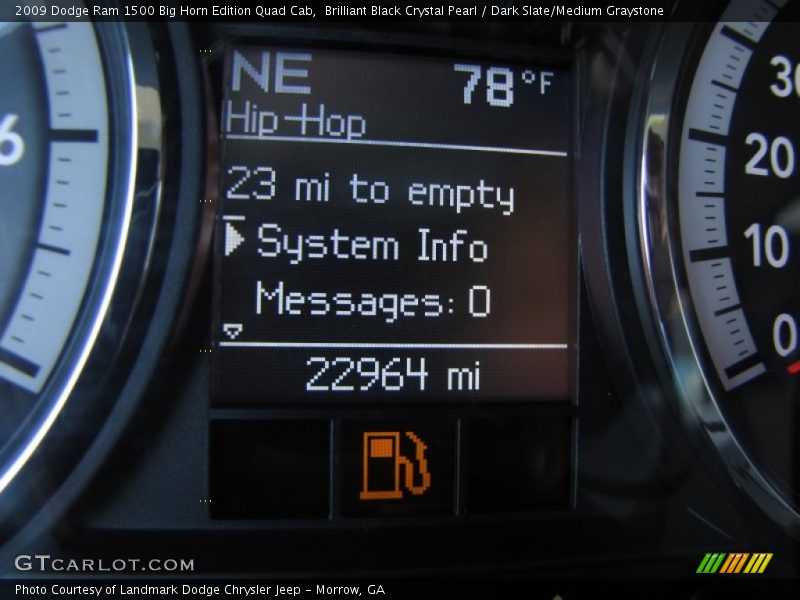 2009 Dodge Ram 1500 Big Horn Edition Quad Cab,  Brilliant Black Crystal Pearl / Dark Slate/Medium Graystone
NE 78°F
Hip-Hop
23 mi to empty
System Info
Messages: 0
22964 mi
6
30
20
10
0
GTCARLOT.COM
Photo Courtesy of Landmark Dodge Chrysler Jeep - Morrow, GA